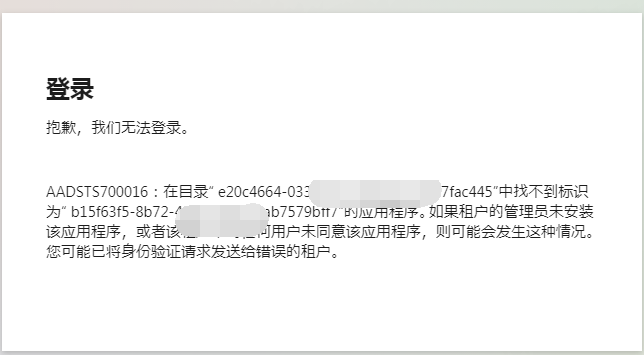 登录
抱歉，我们无法登录。
AADSTS700016：在目录“ e20c4664-033 7fac445”中找不到标识
为“ b15f63f5-8b72- ab7579bff7”的应用程序。如果租户的管理员未安装
该应用程序，或者该 何用户未同意该应用程序，则可能会发生这种情况。
您可能已将身份验证请求发送给错误的租户。